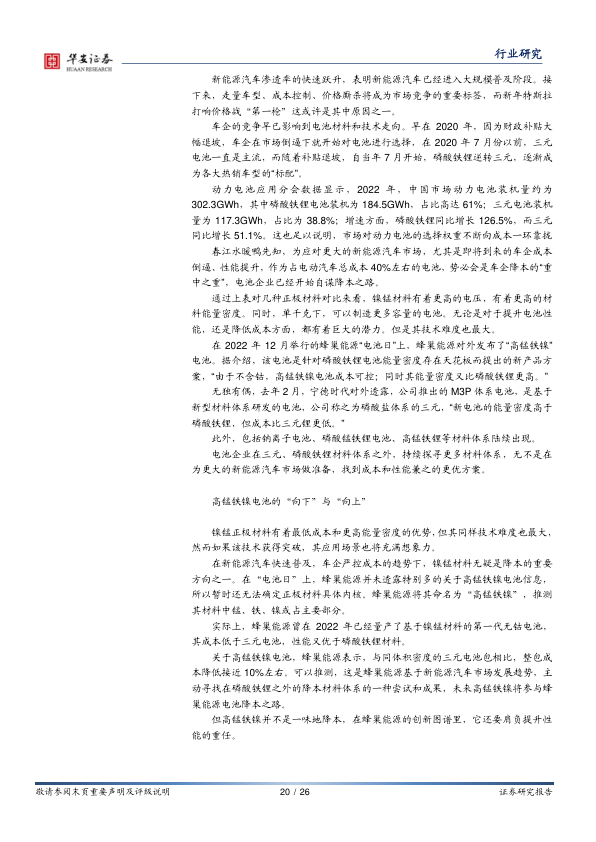 华安证券
HUAAN RESEARCH
行业研究
新能源汽车渗透率的快速跃升，表明新能源汽车已经进入大规模普及阶段。接
下来，走量车型、成本控制、价格厮杀将成为市场竞争的重要标签，而新年特斯拉
打响价格战“第一枪”这或许是其中原因之一。
车企的竞争早已影响到电池材料和技术走向。早在 2020 年，因为财政补贴大
幅退坡，车企在市场倒逼下就开始对电池进行选择，在 2020 年 7 月份以前，三元
电池一直是主流，而随着补贴退坡，自当年 7 月开始，磷酸铁锂逆转三元，逐渐成
为各大热销车型的“标配”。
动力电池应用分会数据显示，2022 年，中国市场动力电池装机量约为
302.3GWh，其中磷酸铁锂电池装机为 184.5GWh，占比高达 61%；三元电池装机
量为 117.3GWh，占比为 38.8%；增速方面，磷酸铁锂同比增长 126.5%，而三元
同比增长 51.1%。这也足以说明，市场对动力电池的选择权重不断向成本一环靠拢
春江水暖鸭先知，为应对更大的新能源汽车市场，尤其是即将到来的车企成本
倒逼、性能提升，作为占电动汽车总成本 40%左右的电池，势必会是车企降本的“重
中之重”，电池企业已经开始自谋降本之路。
通过上表对几种正极材料对比来看，镍锰材料有着更高的电压，有着更高的材
料能量密度。同时，单千克下，可以制造更多容量的电池。无论是对于提升电池性
能，还是降低成本方面，都有着巨大的潜力。但是其技术难度也最大。
在 2022 年 12 月举行的蜂巢能源“电池日”上，蜂巢能源对外发布了“高锰铁镍”
电池。据介绍，该电池是针对磷酸铁锂电池能量密度存在天花板而提出的新产品方
案，“由于不含钴，高锰铁镍电池成本可控；同时其能量密度又比磷酸铁锂更高。”
无独有偶，去年 2 月，宁德时代对外透露，公司推出的 M3P 体系电池，是基于
新型材料体系研发的电池，公司称之为磷酸盐体系的三元，“新电池的能量密度高于
磷酸铁锂，但成本比三元锂更低。”
此外，包括钠离子电池、磷酸锰铁锂电池、高锰铁锂等材料体系陆续出现。
电池企业在三元、磷酸铁锂材料体系之外，持续探寻更多材料体系，无不是在
为更大的新能源汽车市场做准备，找到成本和性能兼之的更优方案。
高锰铁镍电池的“向下”与“向上”
镍锰正极材料有着最低成本和更高能量密度的优势，但其同样技术难度也最大，
然而如果该技术获得突破，其应用场景也将充满想象力。
在新能源汽车快速普及，车企严控成本的趋势下，镍锰材料无疑是降本的重要
方向之一。在“电池日”上，蜂巢能源并未透露特别多的关于高锰铁镍电池信息，
所以暂时还无法确定正极材料具体内核。蜂巢能源将其命名为“高锰铁镍”，推测
其材料中锰、铁、镍或占主要部分。
实际上，蜂巢能源曾在 2022 年已经量产了基于镍锰材料的第一代无钴电池，
其成本低于三元电池，性能又优于磷酸铁锂材料。
关于高锰铁镍电池，蜂巢能源表示，与同体积密度的三元电池包相比，整包成
本降低接近 10%左右。可以推测，这是蜂巢能源基于新能源汽车市场发展趋势，主
动寻找在磷酸铁锂之外的降本材料体系的一种尝试和成果，未来高锰铁镍将参与蜂
巢能源电池降本之路。
但高锰铁镍并不是一味地降本，在蜂巢能源的创新图谱里，它还要肩负提升性
能的重任。
敬请参阅末页重要声明及评级说明
20 / 26
证券研究报告